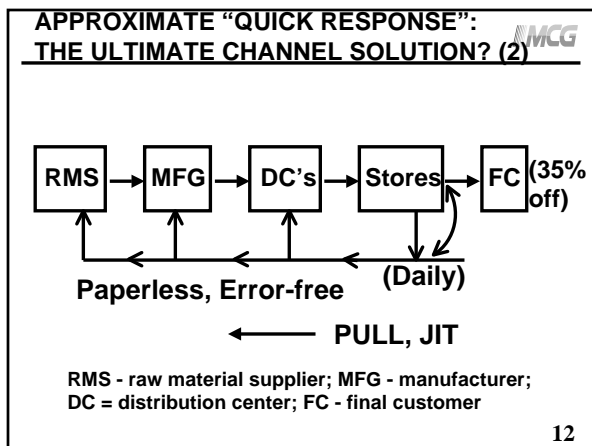 APPROXIMATE “QUICK RESPONSE”:
THE ULTIMATE CHANNEL SOLUTION? (2)
MCG
RMS
MFG
DC's
Stores
FC
(35%
off)
(Daily)
Paperless, Error-free
PULL, JIT
RMS - raw material supplier; MFG - manufacturer;
DC = distribution center; FC - final customer
12